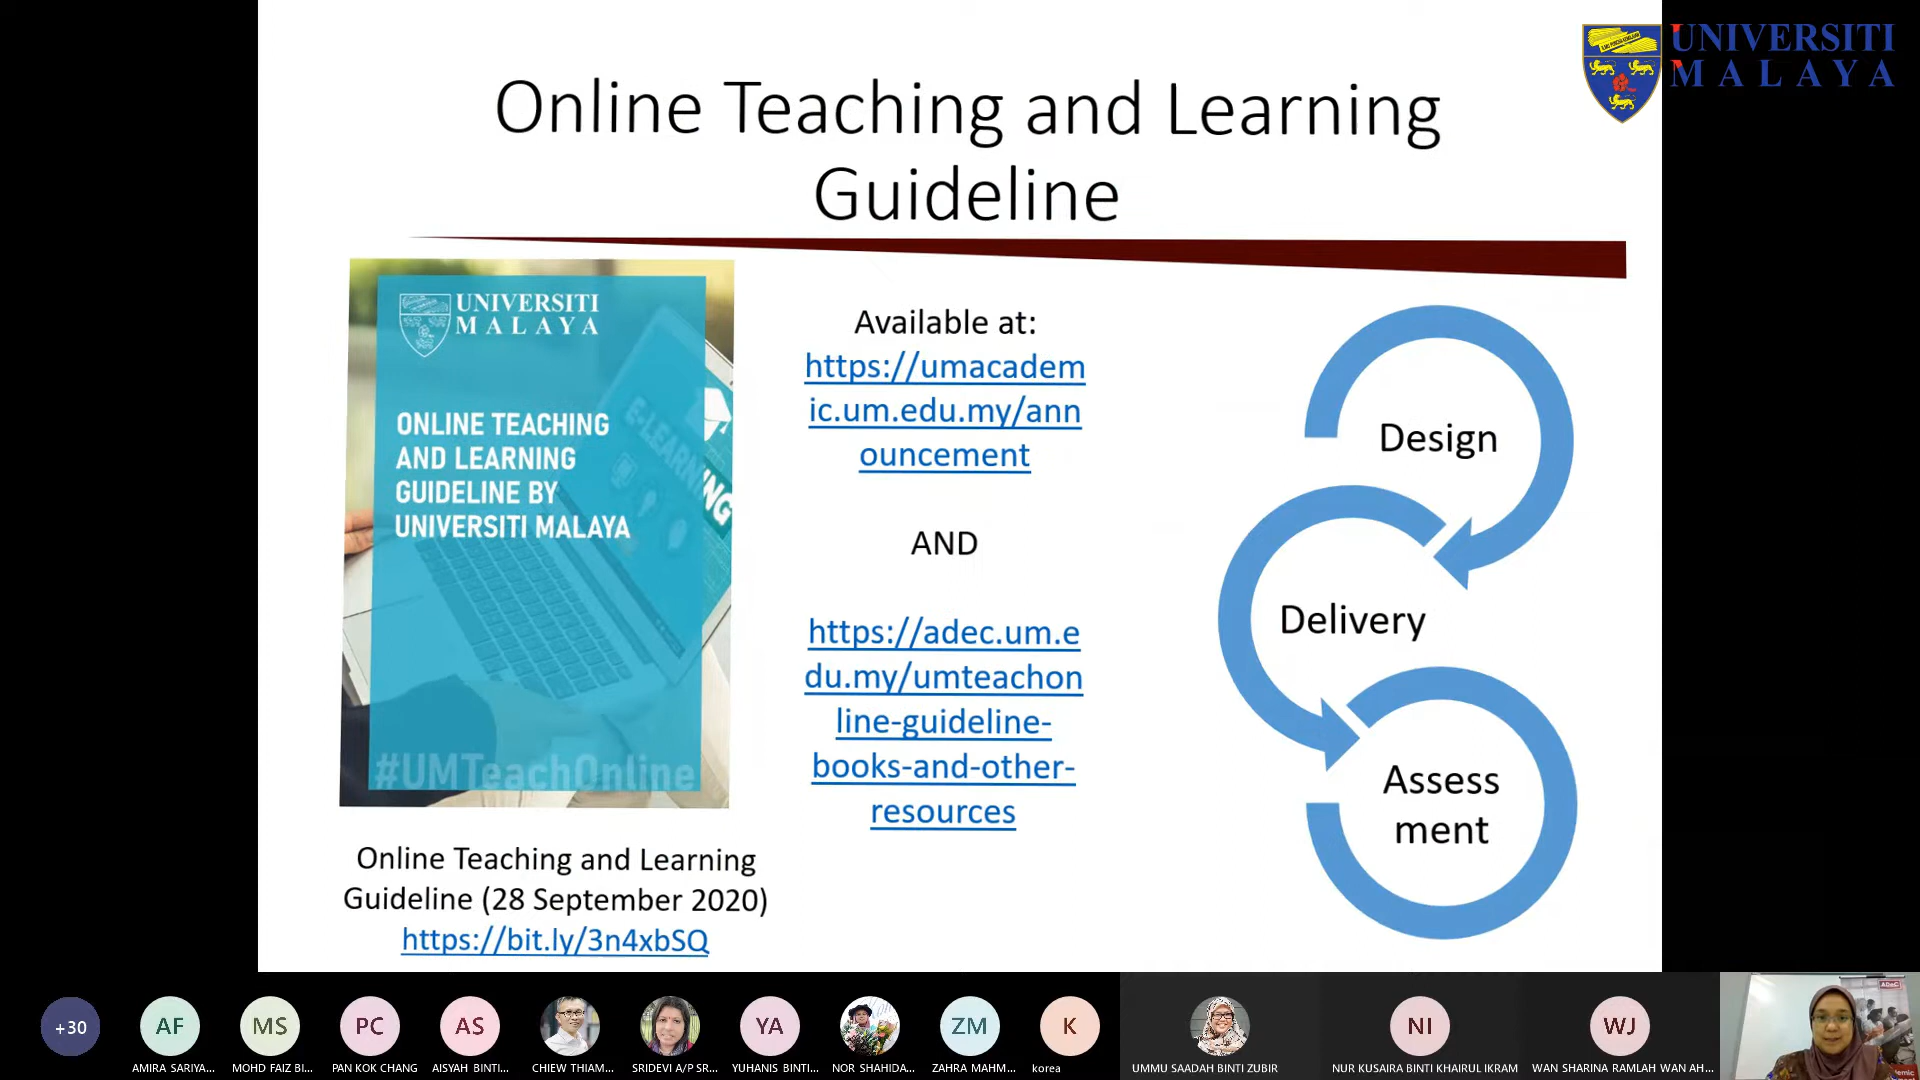 UNIVERSITI
MALAYA
Online Teaching and Learning
Guideline
UNIVERSITI
MALAYA
E-LEARNING
ONLINE TEACHING
AND LEARNING
GUIDELINE BY
UNIVERSITI MALAYA
#UMTeachOnline
Online Teaching and Learning
Guideline (28 September 2020)
https://bit.ly/3n4xbSQ
Available at:
https://umacadem
ic.um.edu.my/ann
ouncement
AND
https://adec.um.e
du.my/umteachon
line-guideline-
books-and-other-
resources
Design
Delivery
Assess
ment
+30
AF
MS
PC
AS
YA
ZM
K
NI
WJ
AMIRA SARIYA...
MOHD FAIZ BI...
PAN KOK CHANG
AISYAH BINTI...
CHIEW THIAM...
SRIDEVI A/P SR...
YUHANIS BINTI...
NOR SHAHIDA...
ZAHRA MAHM...
korea
UMMU SAADAH BINTI ZUBIR
NUR KUSAIRA BINTI KHAIRUL IKRAM
WAN SHARINA RAMLAH WAN AH...
ADeC